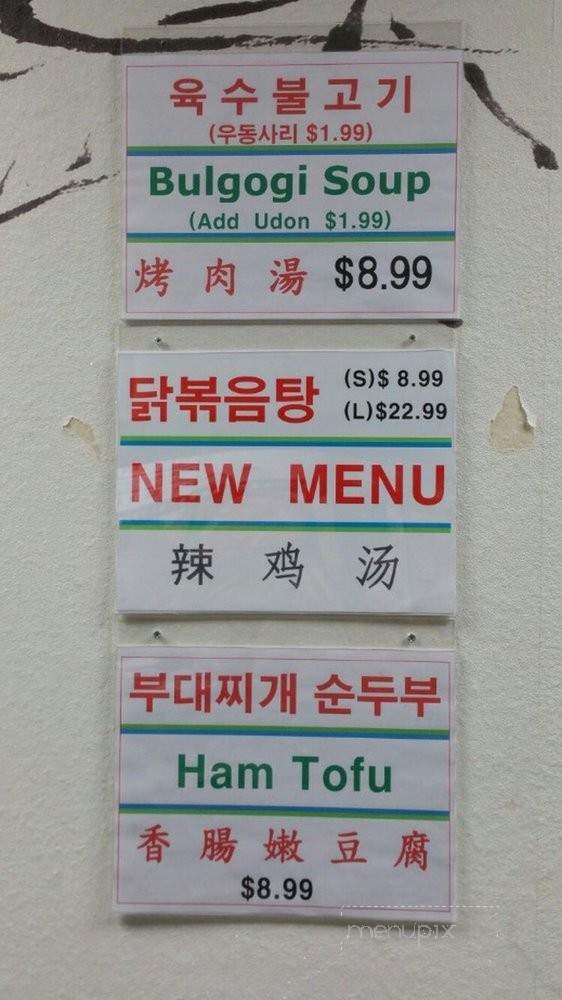 육수불고기
(우동사리 $1.99)
Bulgogi Soup
(Add Udon $1.99)
烤肉湯 $8.99
닭볶음탕 (S)$ 8.99
(L)$22.99
NEW MENU
辣鸡汤
부대찌개 순두부
Ham Tofu
香腸嫩豆腐
$8.99
menupix